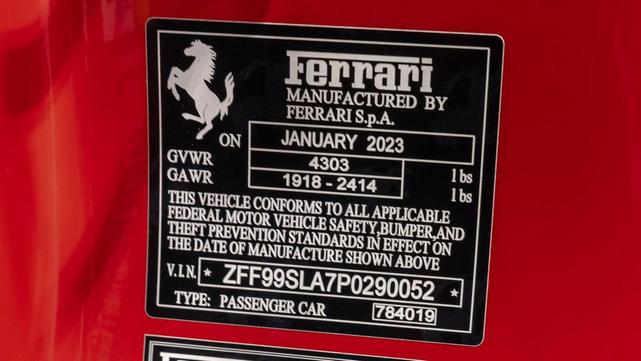 Ferrari
MANUFACTURED BY
FERRARI S.p.A.
ON JANUARY 2023
GVWR 4303 lbs
GAWR 1918 - 2414 lbs
THIS VEHICLE CONFORMS TO ALL APPLICABLE
FEDERAL MOTOR VEHICLE SAFETY,BUMPER,AND
THEFT PREVENTION STANDARDS IN EFFECT ON
THE DATE OF MANUFACTURE SHOWN ABOVE
V.I.N. * ZFF99SLA7P0290052 *
TYPE: PASSENGER CAR 784019